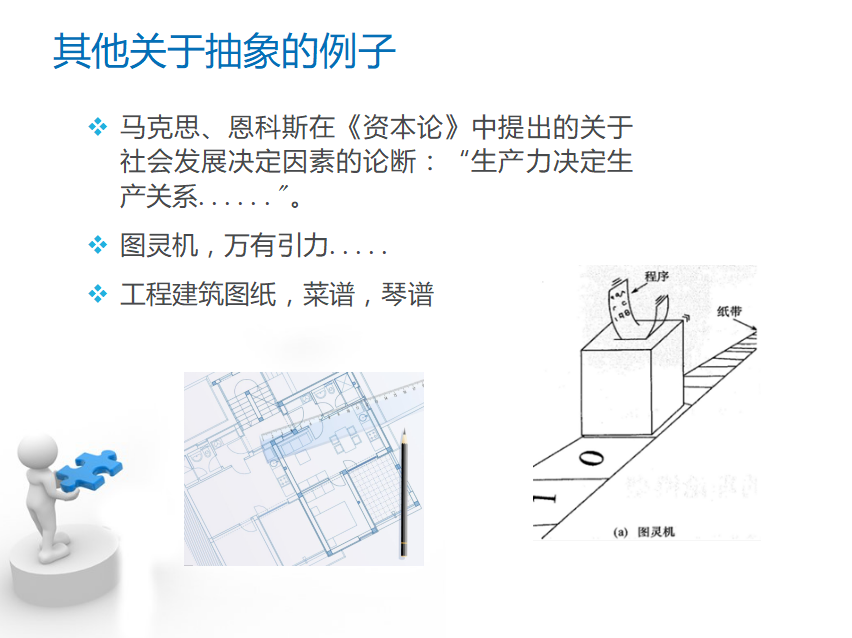 其他关于抽象的例子
马克思、恩科斯在《资本论》中提出的关于
社会发展决定因素的论断：“生产力决定生
产关系......”。
图灵机，万有引力.....
工程建筑图纸，菜谱，琴谱
程序
纸带
0
1
(a) 图灵机